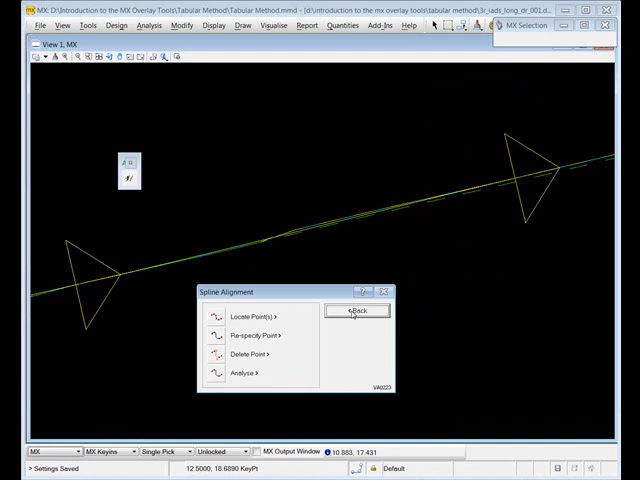 MX: D:\Introduction to the MX Overlay Tools\Tabular Method\Tabular Method.mmd - [d:\introduction to the mx overlay tools\tabular method\3r_iads_long_dr_001.d...
File View Tools Design Analysis Modify Display Drainage Visualise Report Quantities Add-Ins Help
MX Selection
View 1, MX
Spline Alignment
Locate Point(s) >
< Back
Re-specify Point >
Delete Point >
Analyse >
VA0223
MX MX Keyins Single Pick Unlocked MX Output Window 10.883, 17.431
> Settings Saved 12.5000, 18.6890 KeyPt Default